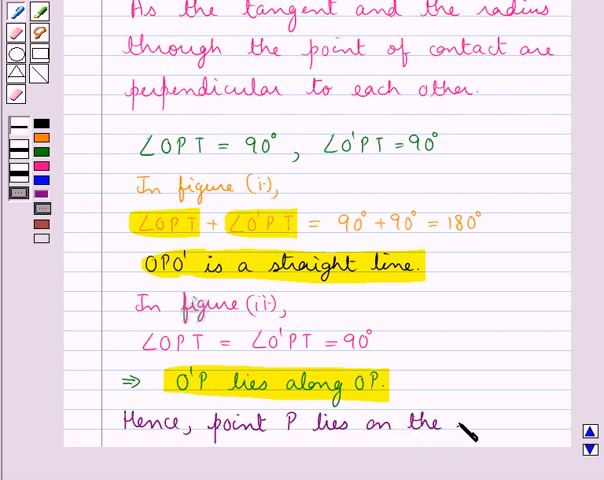 As the tangent and the radius
through the point of contact are
perpendicular to each other.
∠OPT = 90°, ∠O'PT = 90°
In figure (i),
∠OPT + ∠O'PT = 90° + 90° = 180°
OPO' is a straight line.
In figure (ii),
∠OPT = ∠O'PT = 90°
⇒ O'P lies along OP.
Hence, point P lies on the